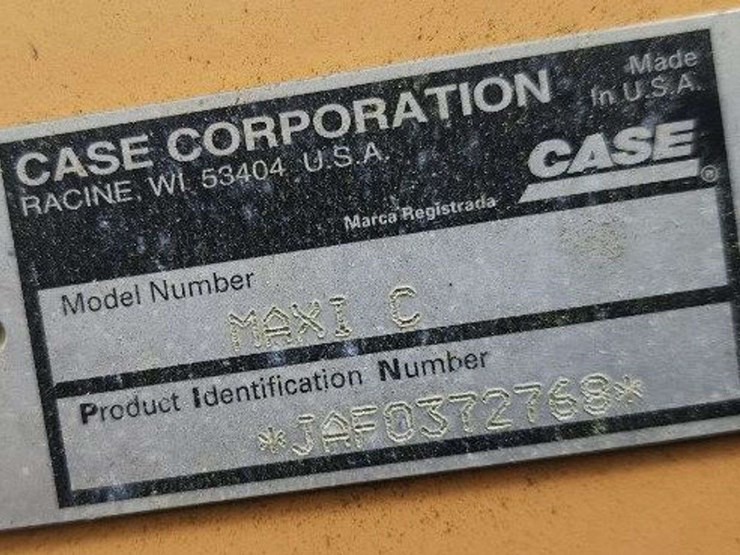 CASE CORPORATION
RACINE, WI 53404 U.S.A.
Made
In U.S.A.
CASE®
Marca Registrada
Model Number
MAXI C
Product Identification Number
*JAF0372768*